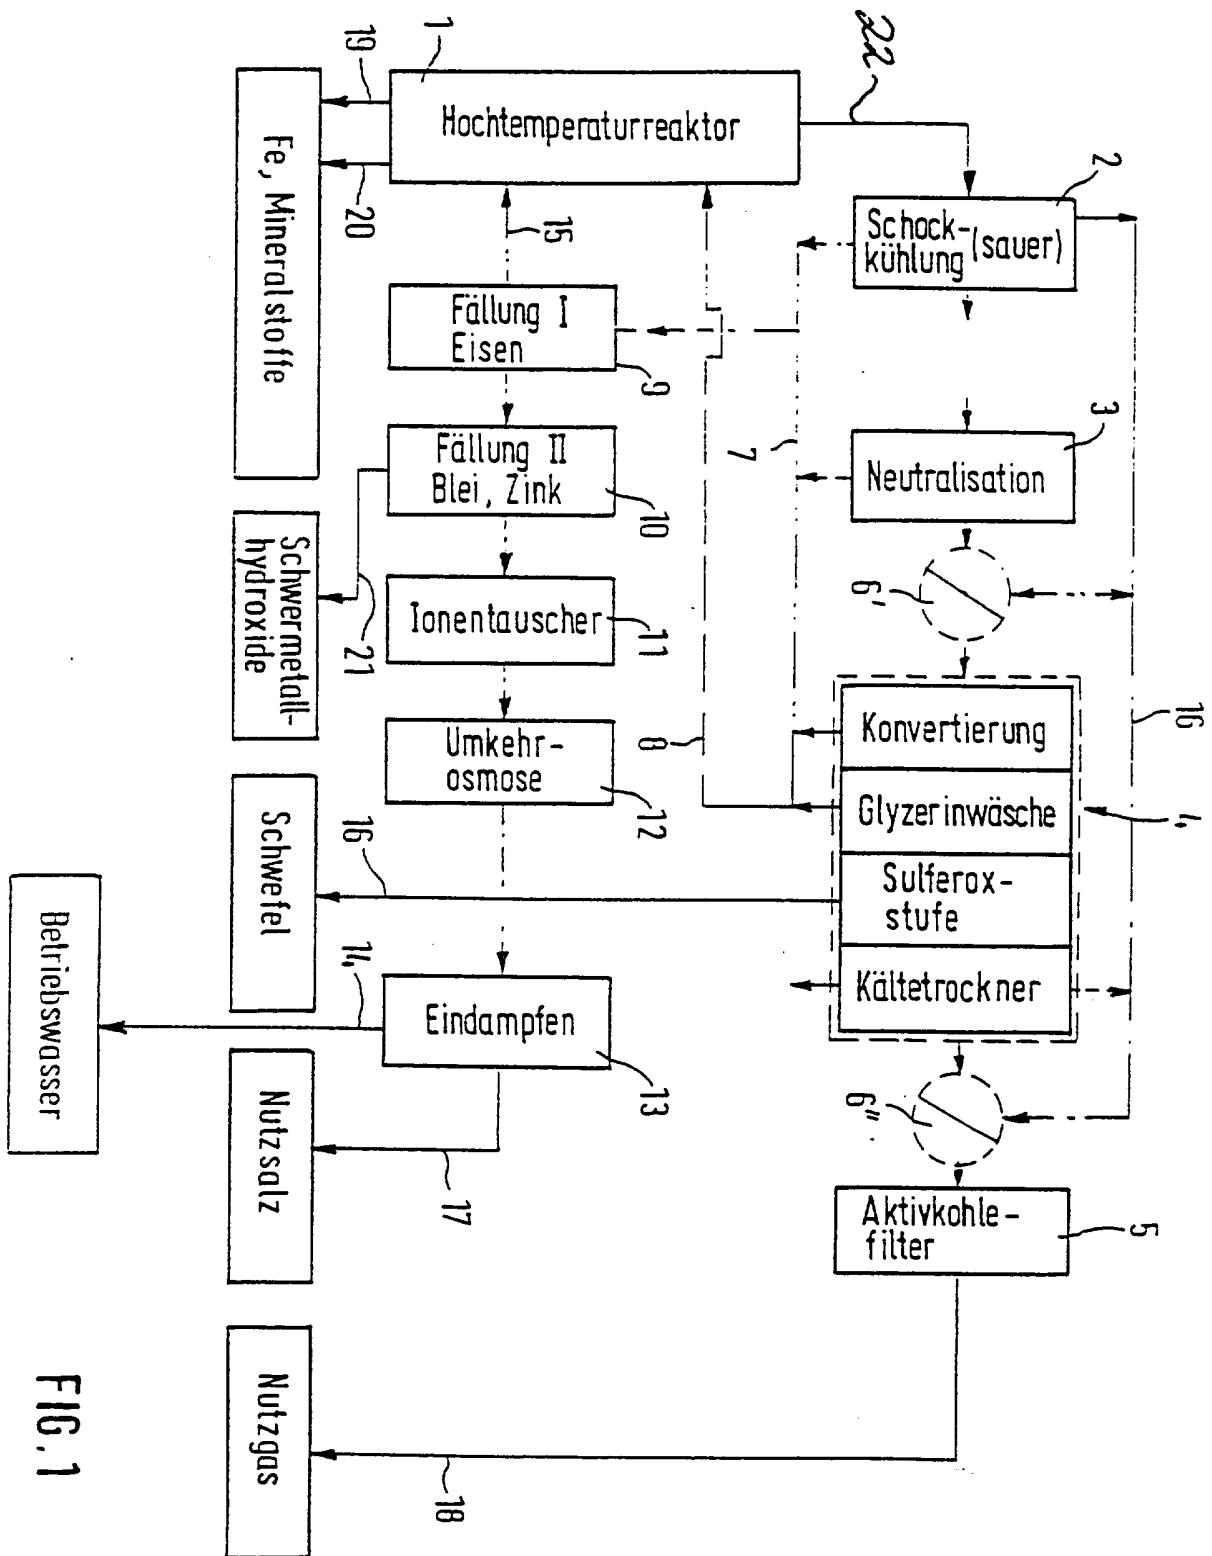 22
1
19
Hochtemperaturreaktor
20
Fe, Mineralstoffe
2
Schock-
kühlung
(sauer)
15
Fällung I
Eisen
9
7
3
Neutralisation
Fällung II
Blei, Zink
10
Schwermetall-
hydroxide
21
6'
Ionentauscher
11
16
8
Umkehr-
osmose
12
Konvertierung
Glyzerinwäsche
4
Sulferox-
stufe
Kältetrockner
Schwefel
16
14
Eindampfen
13
Betriebswasser
6"
Nutzsalz
17
Aktivkohle-
filter
5
Nutzgas
18
FIG. 1